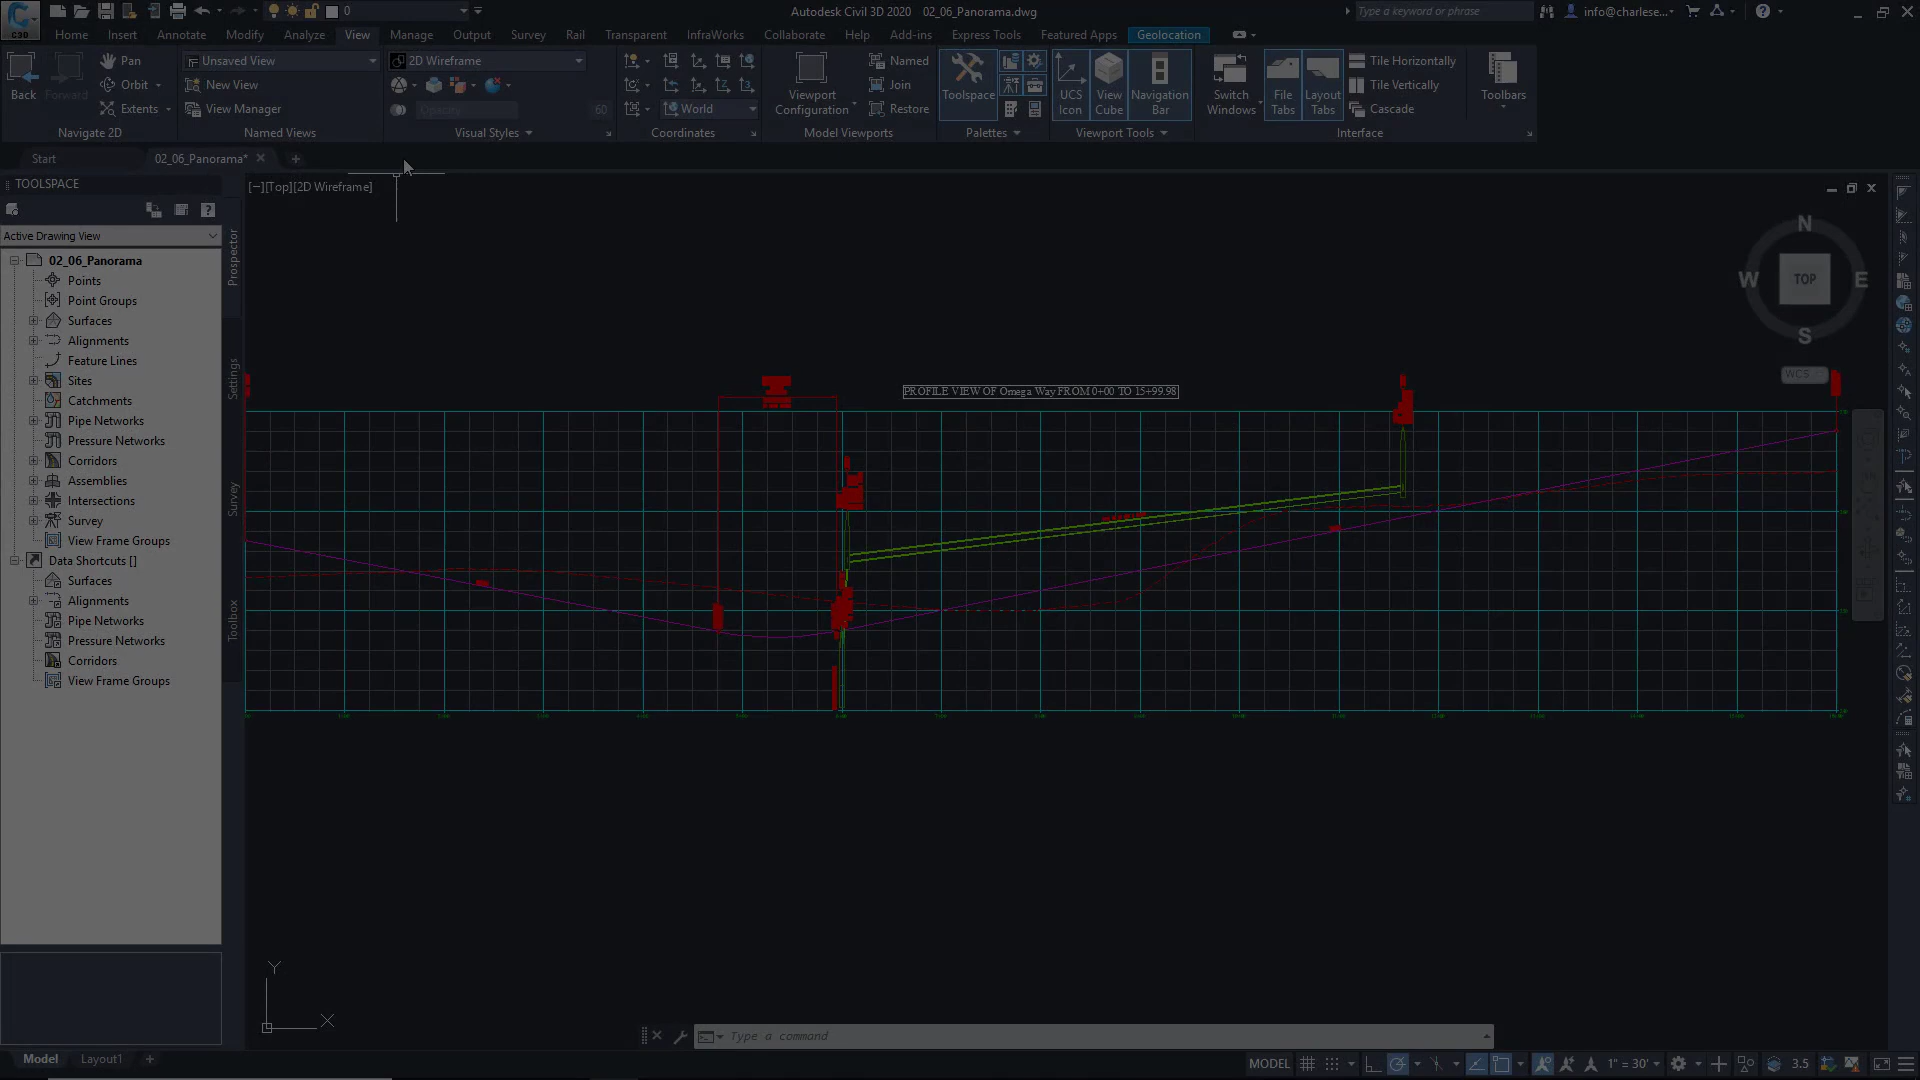 C3D
0
Autodesk Civil 3D 2020 02_06_Panorama.dwg
Type a keyword or phrase
info@charlese...
Home Insert Annotate Modify Analyze View Manage Output Survey Rail Transparent InfraWorks Collaborate Help Add-ins Express Tools Featured Apps Geolocation
Back
Forward
Pan
Orbit
Extents
Navigate 2D
Unsaved View
New View
View Manager
Named Views
2D Wireframe
Opacity 60
Visual Styles
World
Coordinates
Viewport
Configuration
Named
Join
Restore
Model Viewports
Toolspace
Palettes
UCS
Icon
View
Cube
Navigation
Bar
Viewport Tools
Switch
Windows
File
Tabs
Layout
Tabs
Tile Horizontally
Tile Vertically
Cascade
Interface
Toolbars
Start
02_06_Panorama*
TOOLSPACE
Active Drawing View
02_06_Panorama
Points
Point Groups
Surfaces
Alignments
Feature Lines
Sites
Catchments
Pipe Networks
Pressure Networks
Corridors
Assemblies
Intersections
Survey
View Frame Groups
Data Shortcuts []
Surfaces
Alignments
Pipe Networks
Pressure Networks
Corridors
View Frame Groups
Prospector
Settings
Survey
Toolbox
[−][Top][2D Wireframe]
N
W TOP E
S
WCS
PROFILE VIEW OF Omega Way FROM 0+00 TO 15+99.98
Y
X
Type a command
Model Layout1
MODEL
1" = 30'
3.5